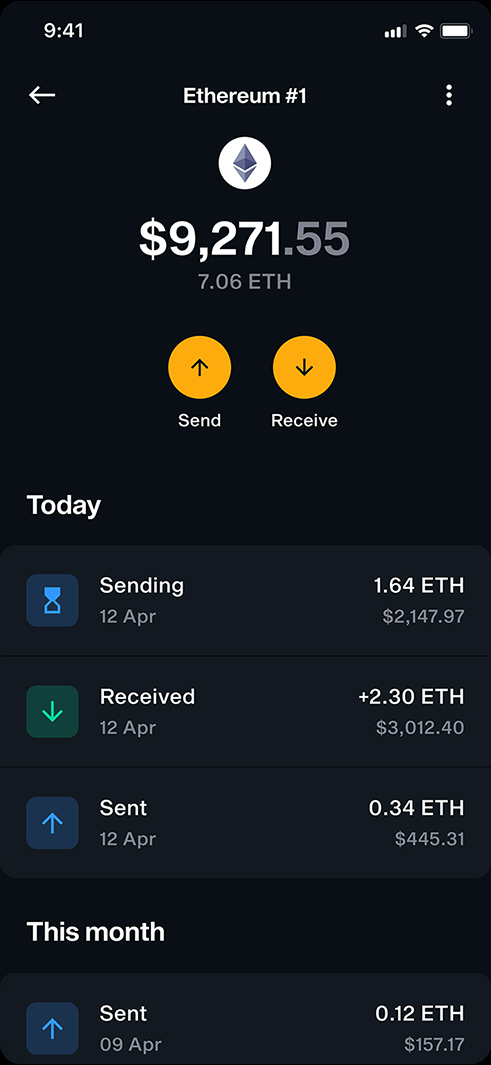 9:41
Ethereum #1
$9,271.55
7.06 ETH
Send Receive
Today
Sending 1.64 ETH
12 Apr $2,147.97
Received +2.30 ETH
12 Apr $3,012.40
Sent 0.34 ETH
12 Apr $445.31
This month
Sent 0.12 ETH
09 Apr $157.17